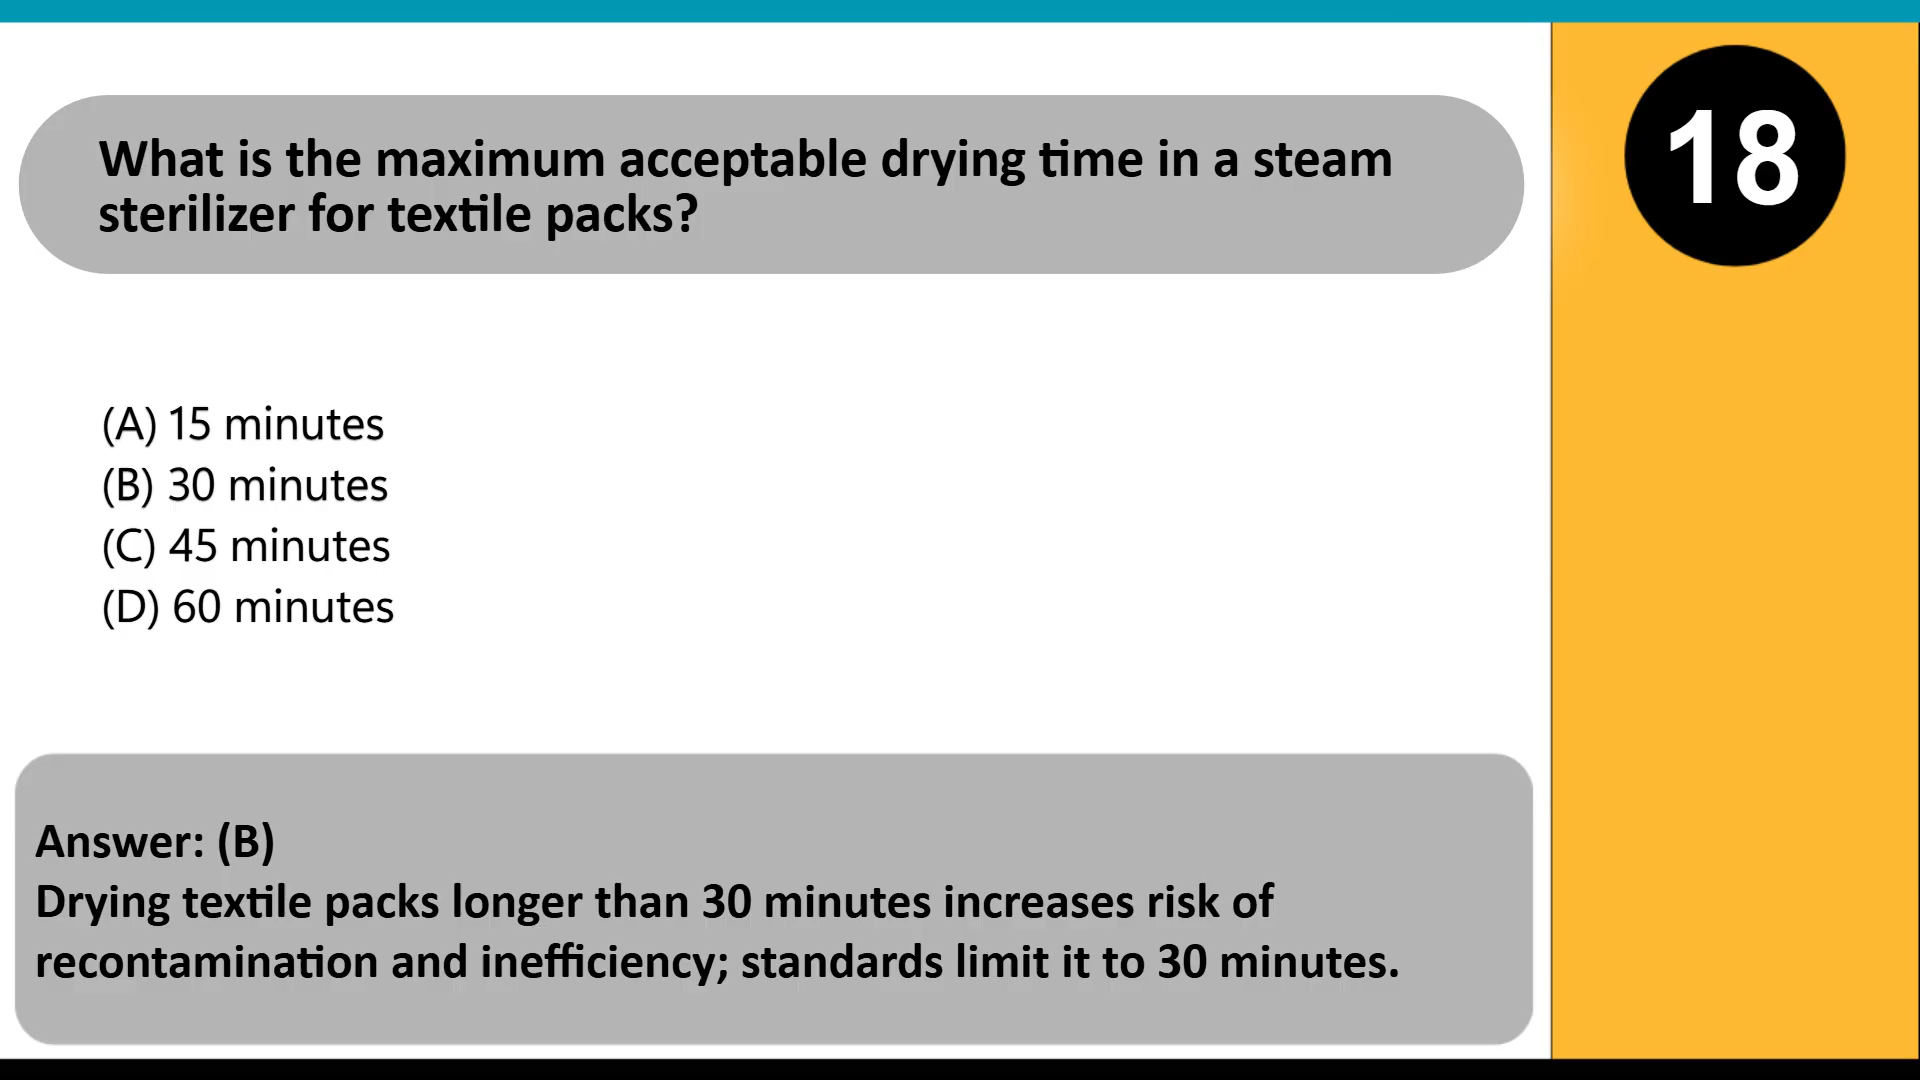 18
What is the maximum acceptable drying time in a steam
sterilizer for textile packs?
(A) 15 minutes
(B) 30 minutes
(C) 45 minutes
(D) 60 minutes
Answer: (B)
Drying textile packs longer than 30 minutes increases risk of
recontamination and inefficiency; standards limit it to 30 minutes.